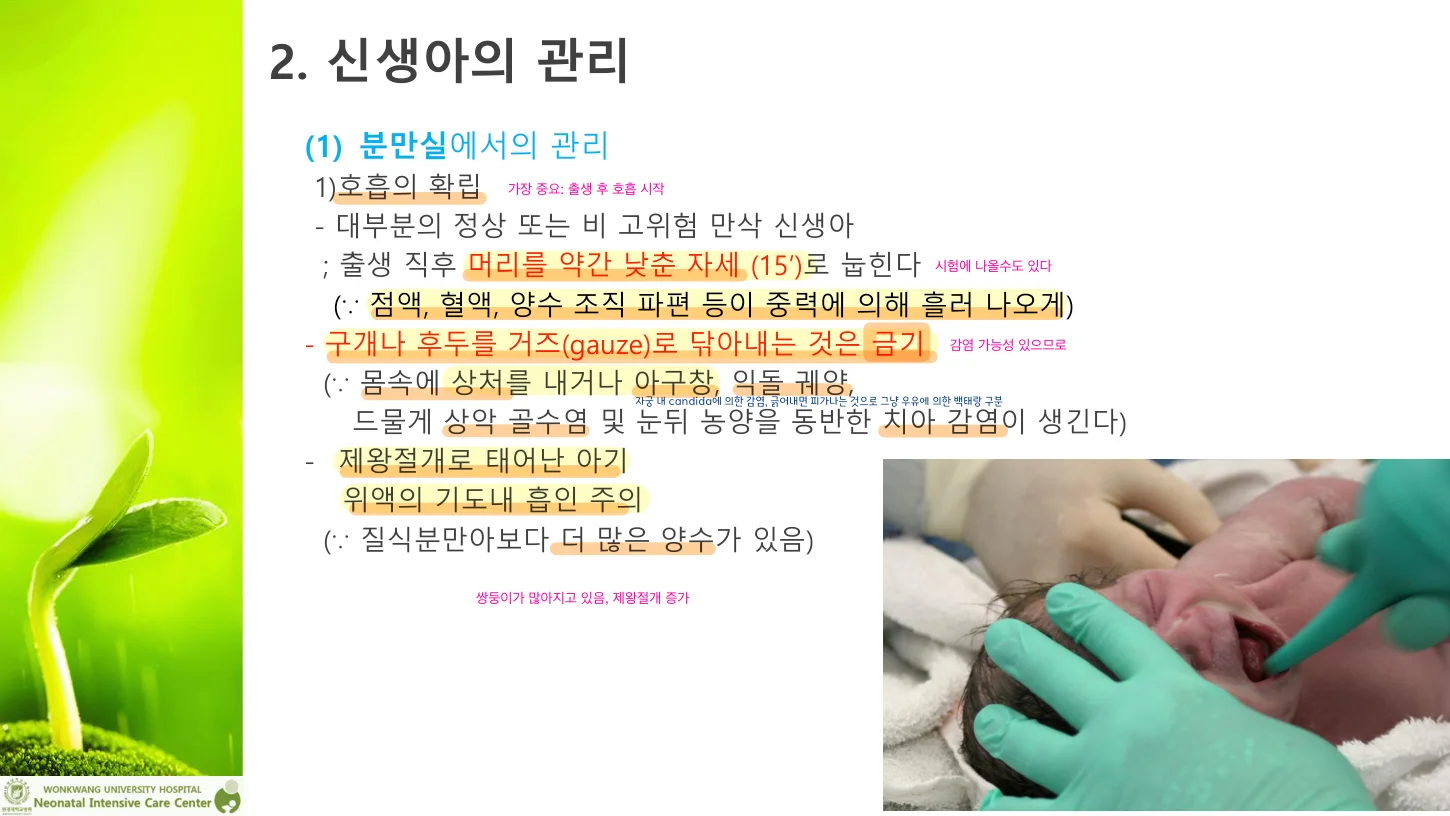 2. 신생아의 관리
(1) 분만실에서의 관리
1)호흡의 확립 가장 중요: 출생 후 호흡 시작
- 대부분의 정상 또는 비 고위험 만삭 신생아
; 출생 직후 머리를 약간 낮춘 자세 (15′)로 눕힌다 시험에 나올수도 있다
(∵ 점액, 혈액, 양수 조직 파편 등이 중력에 의해 흘러 나오게)
- 구개나 후두를 거즈(gauze)로 닦아내는 것은 금기 감염 가능성 있으므로
(∵ 몸속에 상처를 내거나 아구창, 익돌 궤양,
자궁 내 candida에 의한 감염, 긁어내면 피가나는 것으로 그냥 우유에 의한 백태랑 구분
드물게 상악 골수염 및 눈뒤 농양을 동반한 치아 감염이 생긴다)
- 제왕절개로 태어난 아기
위액의 기도내 흡인 주의
(∵ 질식분만아보다 더 많은 양수가 있음)
쌍둥이가 많아지고 있음, 제왕절개 증가
WONKWANG UNIVERSITY HOSPITAL
Neonatal Intensive Care Center